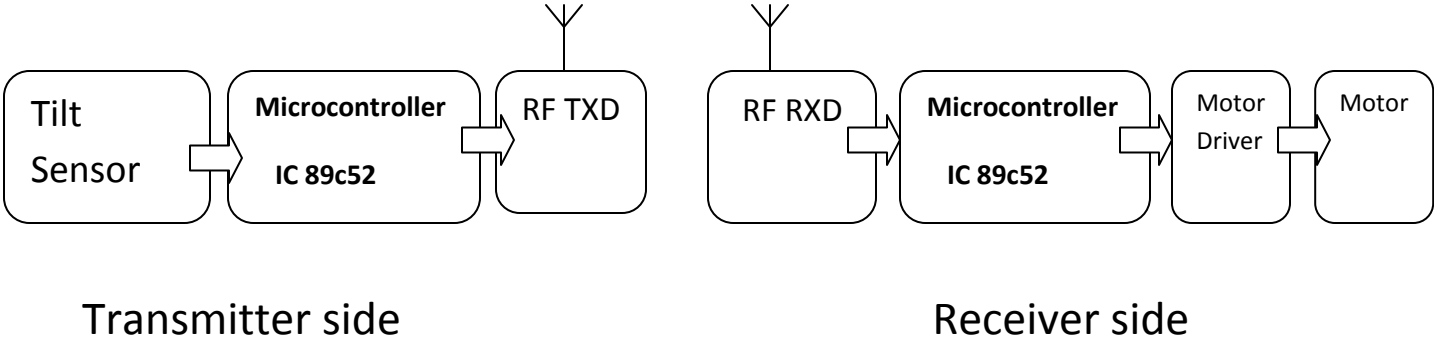 Tilt
Sensor
Microcontroller
IC 89c52
RF TXD
RF RXD
Microcontroller
IC 89c52
Motor
Driver
Motor
Transmitter side
Receiver side